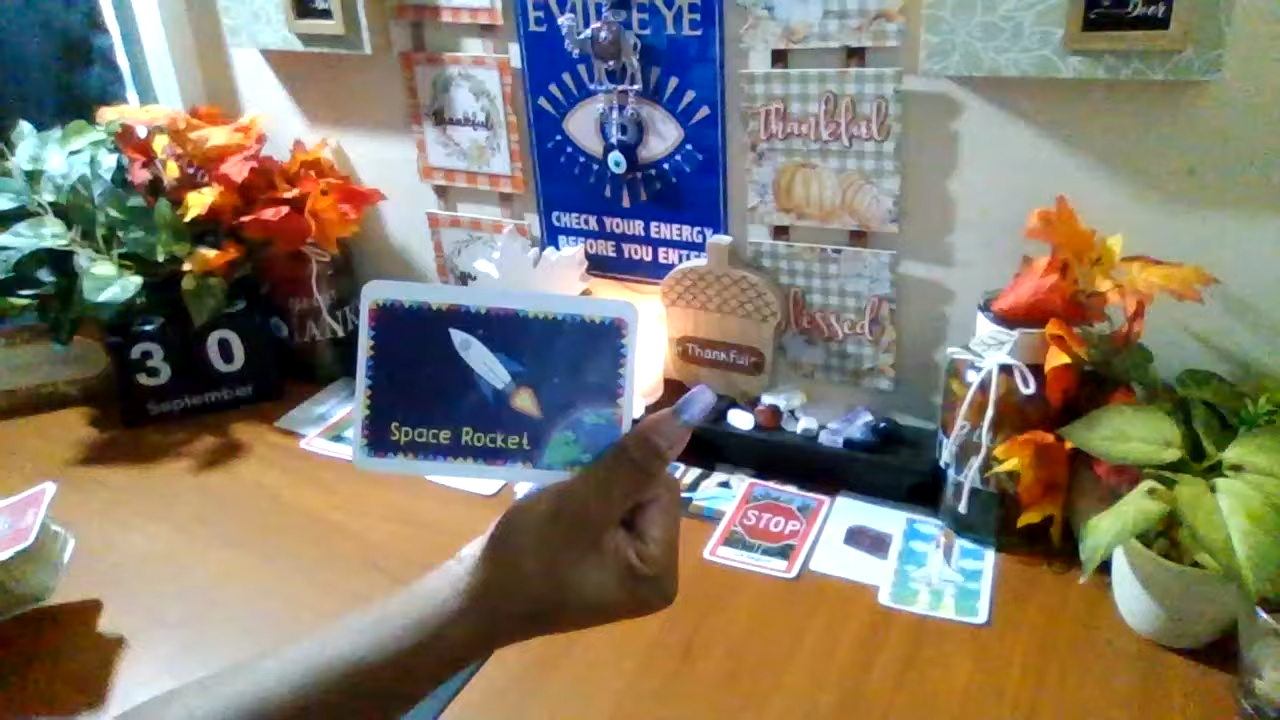 EVIL EYE
CHECK YOUR ENERGY
BEFORE YOU ENTER
Thankful
Thankful
Blessed
Thankful
30
September
Space Rocket
STOP